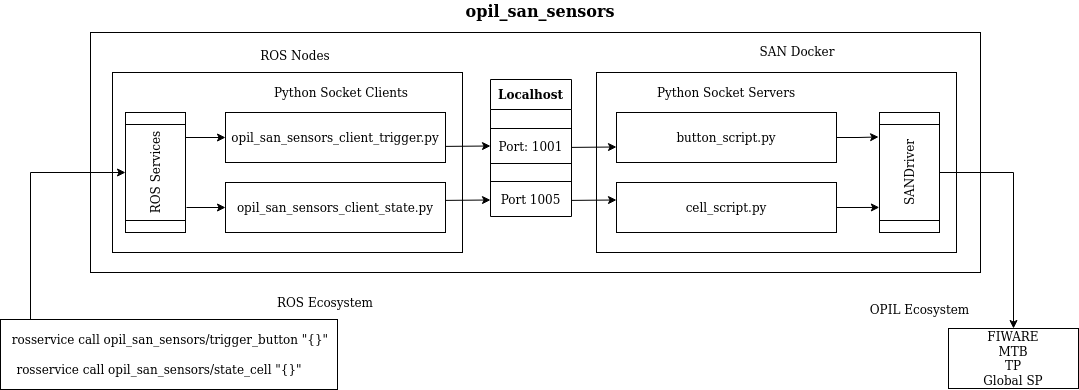 opil_san_sensors
ROS Nodes
SAN Docker
Python Socket Clients
Localhost
Python Socket Servers
ROS Services
opil_san_sensors_client_trigger.py
Port: 1001
button_script.py
SANDriver
opil_san_sensors_client_state.py
Port 1005
cell_script.py
ROS Ecosystem
OPIL Ecosystem
rosservice call opil_san_sensors/trigger_button "{}"
rosservice call opil_san_sensors/state_cell "{}"
FIWARE
MTB
TP
Global SP